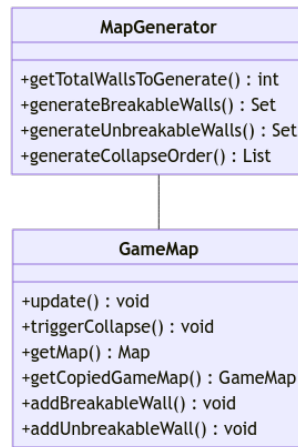 MapGenerator
+getTotalWallsToGenerate() : int
+generateBreakableWalls() : Set
+generateUnbreakableWalls() : Set
+generateCollapseOrder() : List
GameMap
+update() : void
+triggerCollapse() : void
+getMap() : Map
+getCopiedGameMap() : GameMap
+addBreakableWall() : void
+addUnbreakableWall() : void